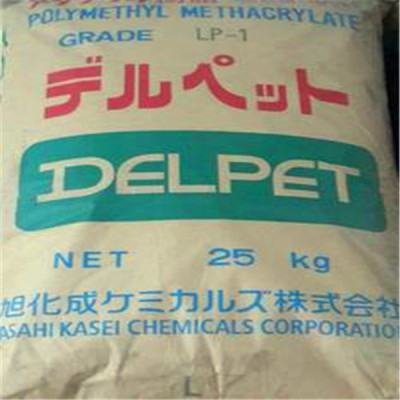 POLYMETHYL METHACRYLATE
GRADE LP-1
デルペット
DELPET
NET 25 kg
旭化成ケミカルズ株式会社
ASAHI KASEI CHEMICALS CORPORATION
L